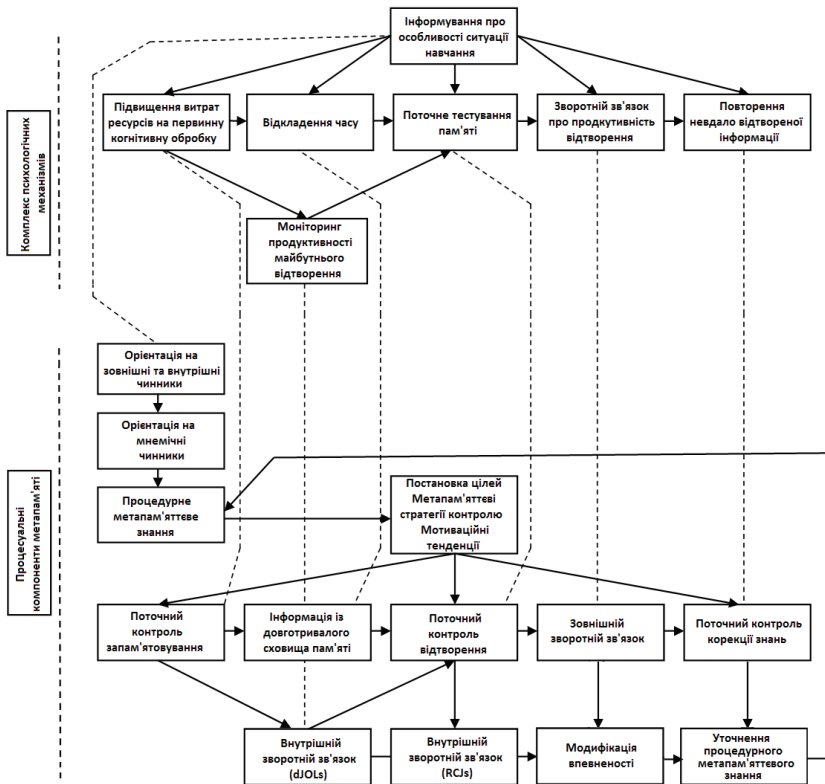 Інформування про
особливості ситуації
навчання
Комплекс психологічних
механізмів
Підвищення витрат
ресурсів на первинну
когнітивну обробку
Відкладення часу
Поточне тестування
пам'яті
Зворотній зв'язок
про продкутивність
відтворення
Повторення
невдало відтвореної
інформації
Моніторинг
продуктивності
майбутнього
відтворення
Процесуальні
компоненти метапам'яті
Орієнтація на
зовнішні та внутрішні
чинники
Орієнтація на
мнемічні
чинники
Процедурне
метапам'яттєве
знання
Постановка цілей
Метапам'яттєві
стратегії контролю
Мотиваційні
тенденції
Поточний
контроль
запам'ятовування
Інформація із
довготривалого
сховища пам'яті
Поточний
контроль
відтворення
Зовнішній
зворотній зв'язок
Поточний контроль
корекції знань
Внутрішній
зворотній зв'язок
(dJOLs)
Внутрішній
зворотній зв'язок
(RCJs)
Модифікація
впевнености
Уточнення
процедурного
метапам'яттєвого
знання